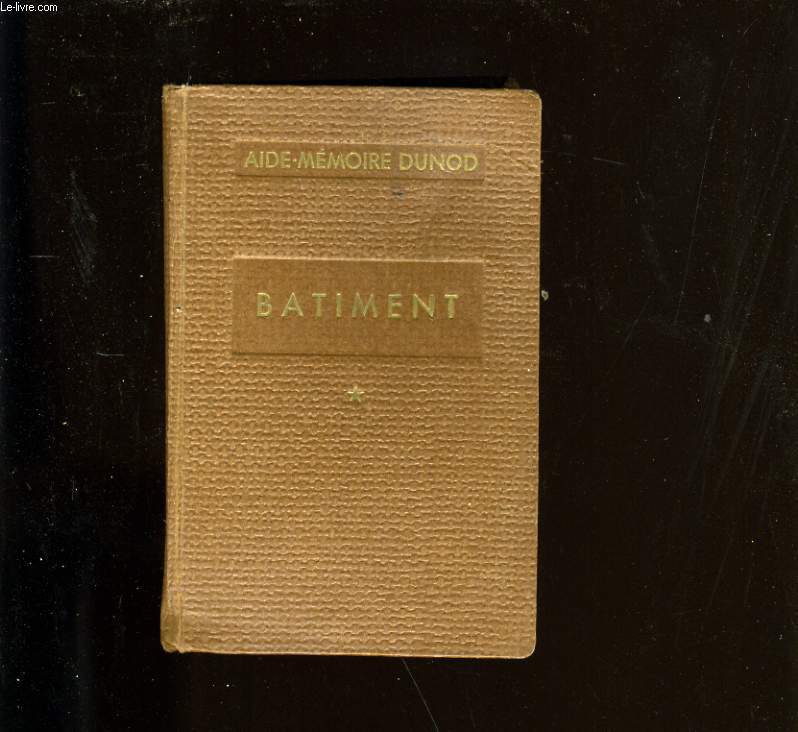 Le-livre.com
AIDE-MÉMOIRE DUNOD
BATIMENT